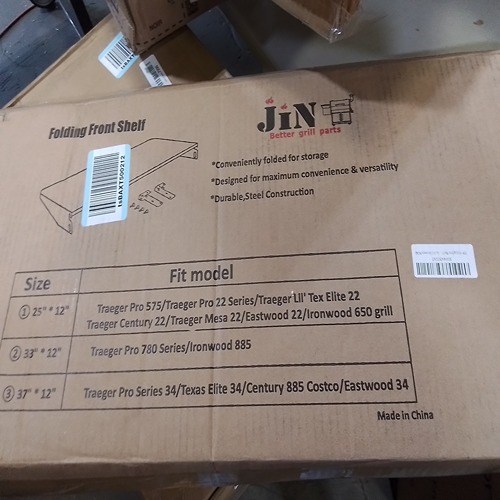 Folding Front Shelf
JiN
Better grill parts
*Conveniently folded for storage
*Designed for maximum convenience & versatility
*Durable,Steel Construction
1sBAXT500212
Size
Fit model
① 25" * 12"
Traeger Pro 575/Traeger Pro 22 Series/Traeger Lil' Tex Elite 22
Traeger Century 22/Traeger Mesa 22/Eastwood 22/Ironwood 650 grill
② 33" * 12"
Traeger Pro 780 Series/Ironwood 885
③ 37" * 12"
Traeger Pro Series 34/Texas Elite 34/Century 885 Costco/Eastwood 34
Made in China